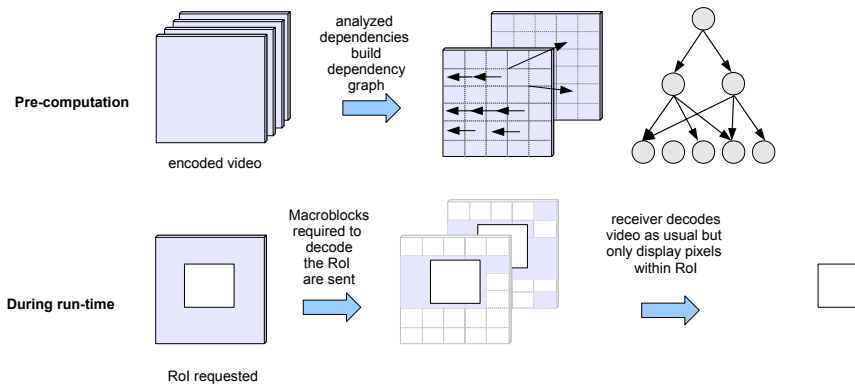 analyzed
dependencies
build
dependency
graph
Pre-computation
encoded video
Macroblocks
required to
decode
the RoI
are sent
receiver decodes
video as usual but
only display pixels
within RoI
During run-time
RoI requested